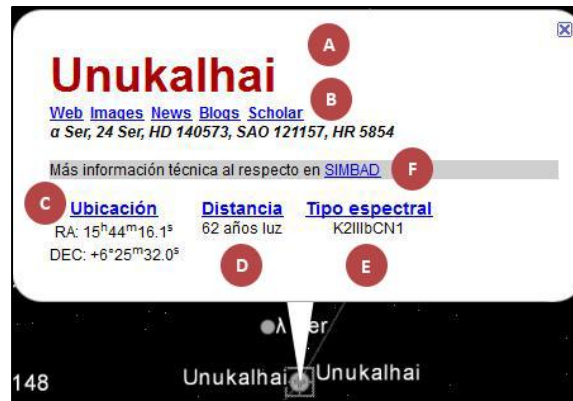 A
Unukalhai
B
Web Images News Blogs Scholar
α Ser, 24 Ser, HD 140573, SAO 121157, HR 5854
Más información técnica al respecto en SIMBAD F
C Ubicación Distancia Tipo espectral
RA: 15h44m16.1s 62 años luz K2IIIbCN1
DEC: +6°25m32.0s
D E
λ er
148 Unukalhai Unukalhai